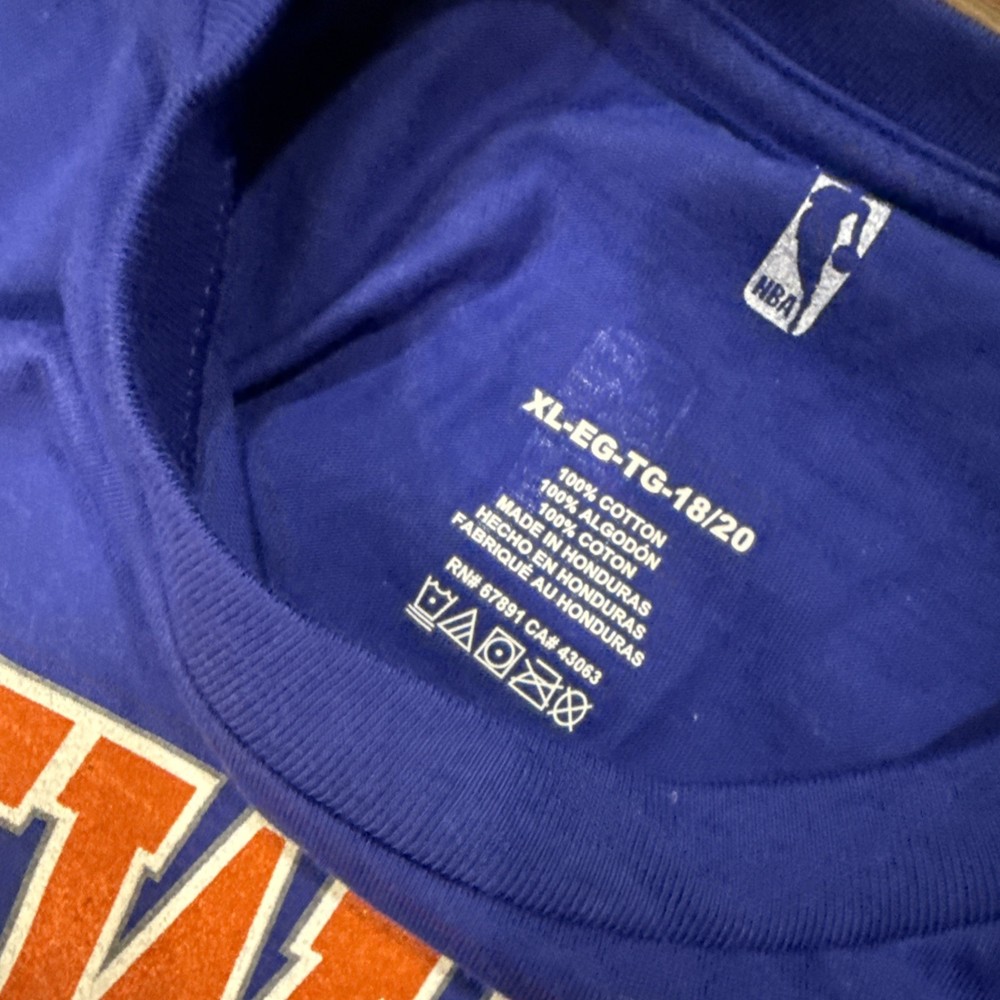 NBA
XL-EG-TG-18/20
100% COTTON
100% ALGODÓN
100% COTON
MADE IN HONDURAS
HECHO EN HONDURAS
FABRIQUÉ AU HONDURAS
RN# 67891 CA# 43063